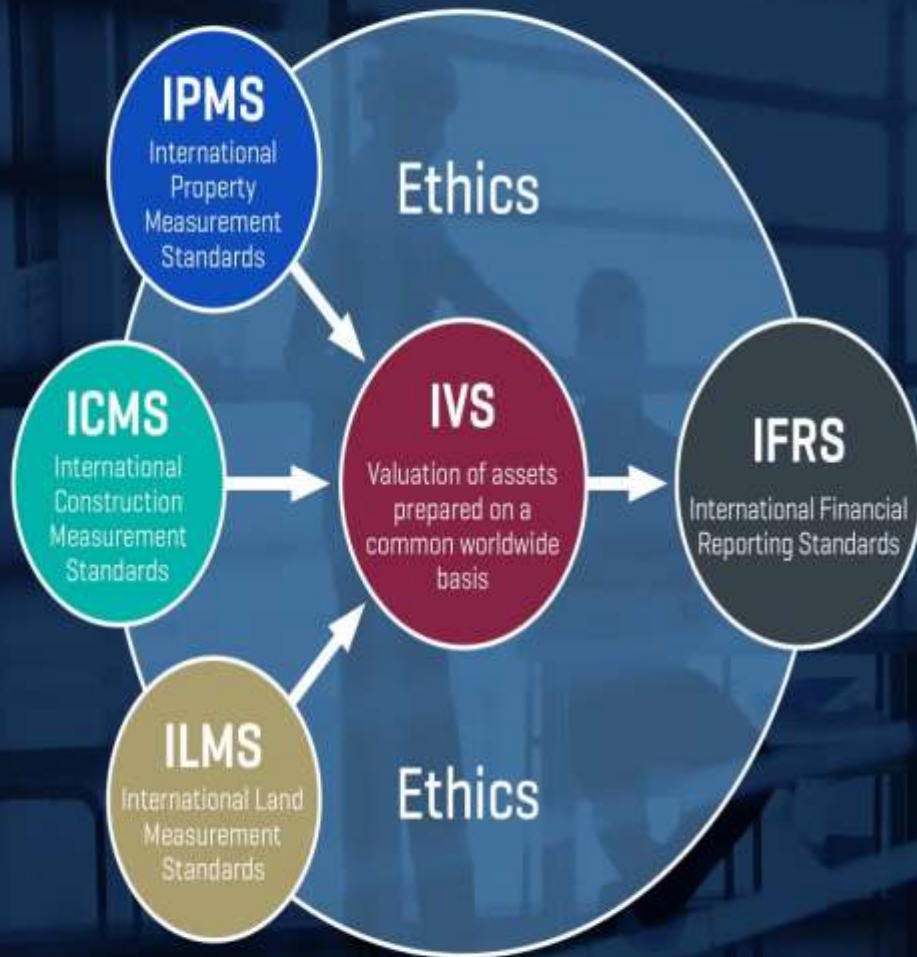 IPMS
International
Property
Measurement
Standards
Ethics
ICMS
International
Construction
Measurement
Standards
IVS
Valuation of assets
prepared on a
common worldwide
basis
IFRS
International Financial
Reporting Standards
ILMS
International Land
Measurement
Standards
Ethics